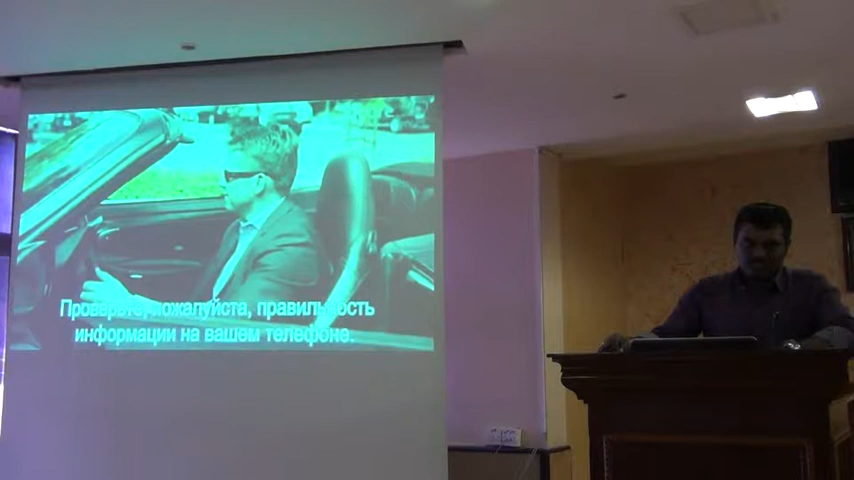 Проверьте, пожалуйста, правильность
информации на вашем телефоне.